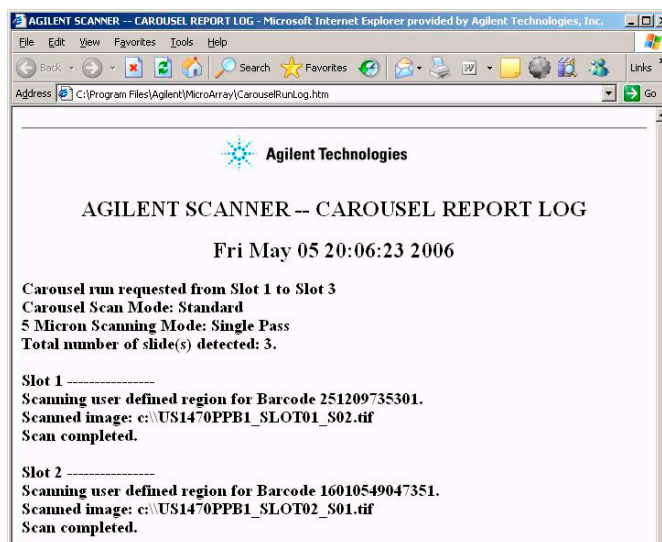 AGILENT SCANNER -- CAROUSEL REPORT LOG - Microsoft Internet Explorer provided by Agilent Technologies, Inc.
File Edit View Favorites Tools Help
Back Search Favorites Links
Address C:\Program Files\Agilent\MicroArray\CarouselRunLog.htm Go
Agilent Technologies
AGILENT SCANNER -- CAROUSEL REPORT LOG
Fri May 05 20:06:23 2006
Carousel run requested from Slot 1 to Slot 3
Carousel Scan Mode: Standard
5 Micron Scanning Mode: Single Pass
Total number of slide(s) detected: 3.
Slot 1 ----------------
Scanning user defined region for Barcode 251209735301.
Scanned image: c:\\US1470PPB1_SLOT01_S02.tif
Scan completed.
Slot 2 ----------------
Scanning user defined region for Barcode 16010549047351.
Scanned image: c:\\US1470PPB1_SLOT02_S01.tif
Scan completed.